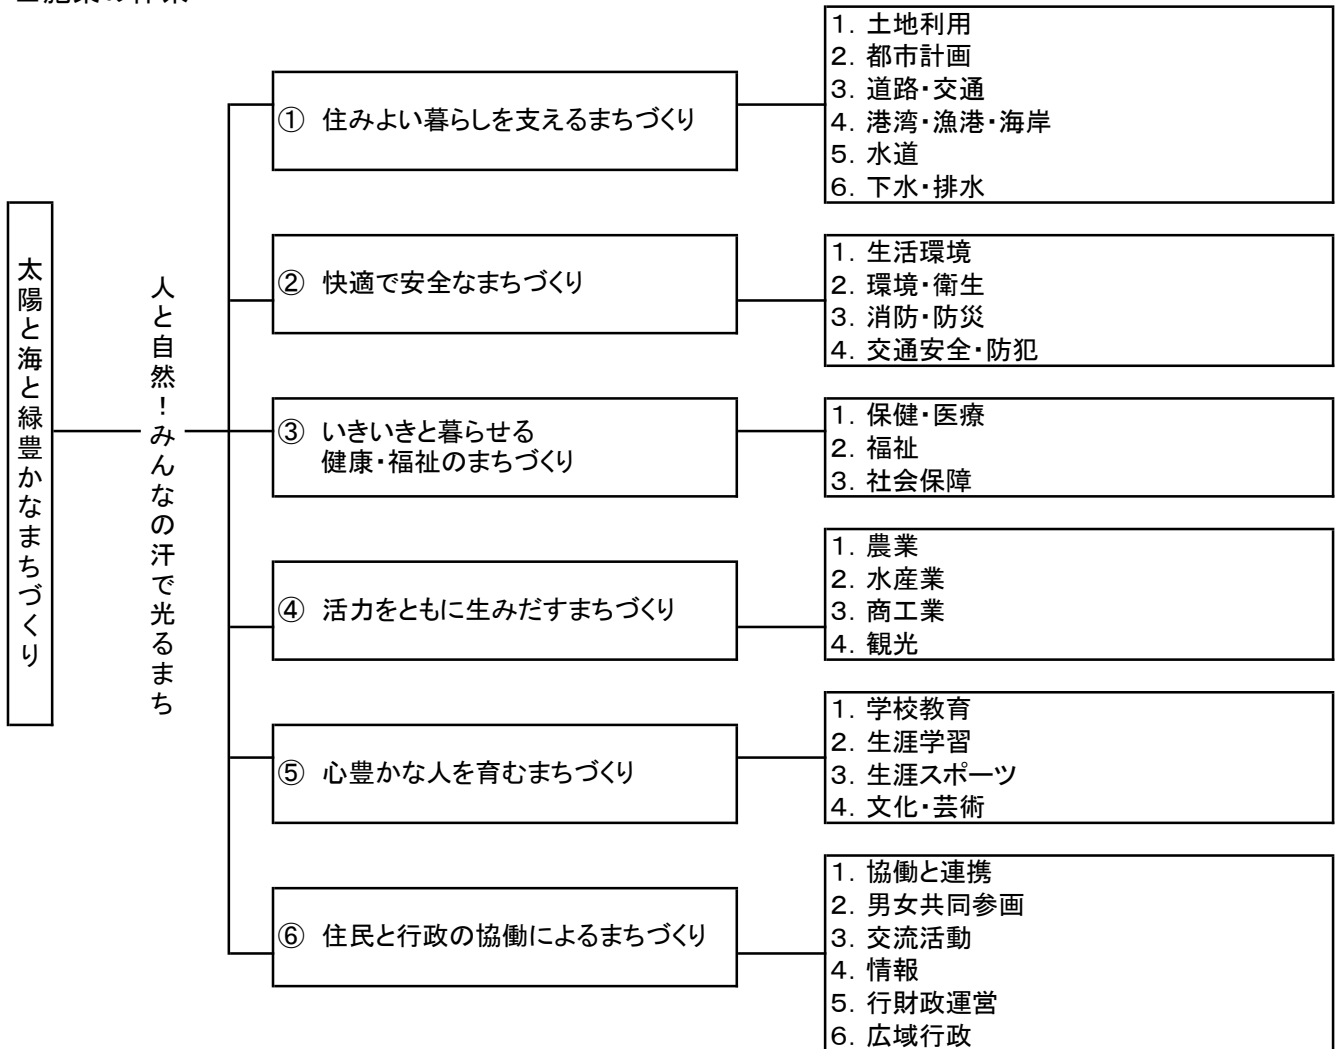 太陽と海と緑豊かなまちづくり
人と自然！みんなの汗で光るまち
① 住みよい暮らしを支えるまちづくり
1. 土地利用
2. 都市計画
3. 道路・交通
4. 港湾・漁港・海岸
5. 水道
6. 下水・排水
② 快適で安全なまちづくり
1. 生活環境
2. 環境・衛生
3. 消防・防災
4. 交通安全・防犯
③ いきいきと暮らせる
健康・福祉のまちづくり
1. 保健・医療
2. 福祉
3. 社会保障
④ 活力をともに生みだすまちづくり
1. 農業
2. 水産業
3. 商工業
4. 観光
⑤ 心豊かな人を育むまちづくり
1. 学校教育
2. 生涯学習
3. 生涯スポーツ
4. 文化・芸術
⑥ 住民と行政の協働によるまちづくり
1. 協働と連携
2. 男女共同参画
3. 交流活動
4. 情報
5. 行財政運営
6. 広域行政